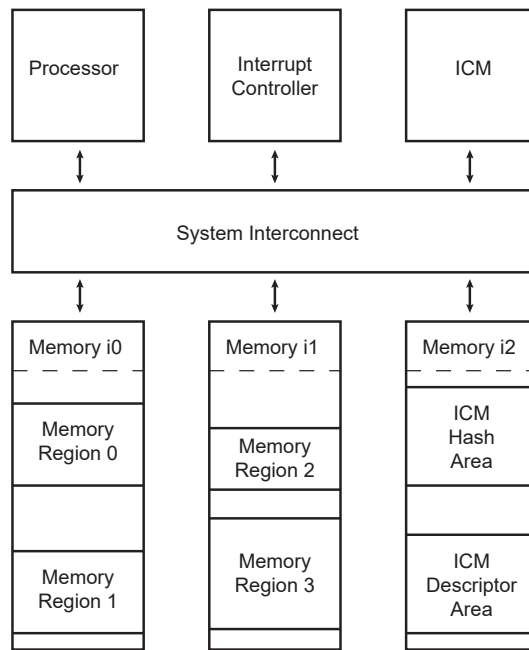 Processor
Interrupt
Controller
ICM
System Interconnect
Memory i0
Memory i1
Memory i2
Memory
Region 0
Memory
Region 2
ICM
Hash
Area
Memory
Region 1
Memory
Region 3
ICM
Descriptor
Area